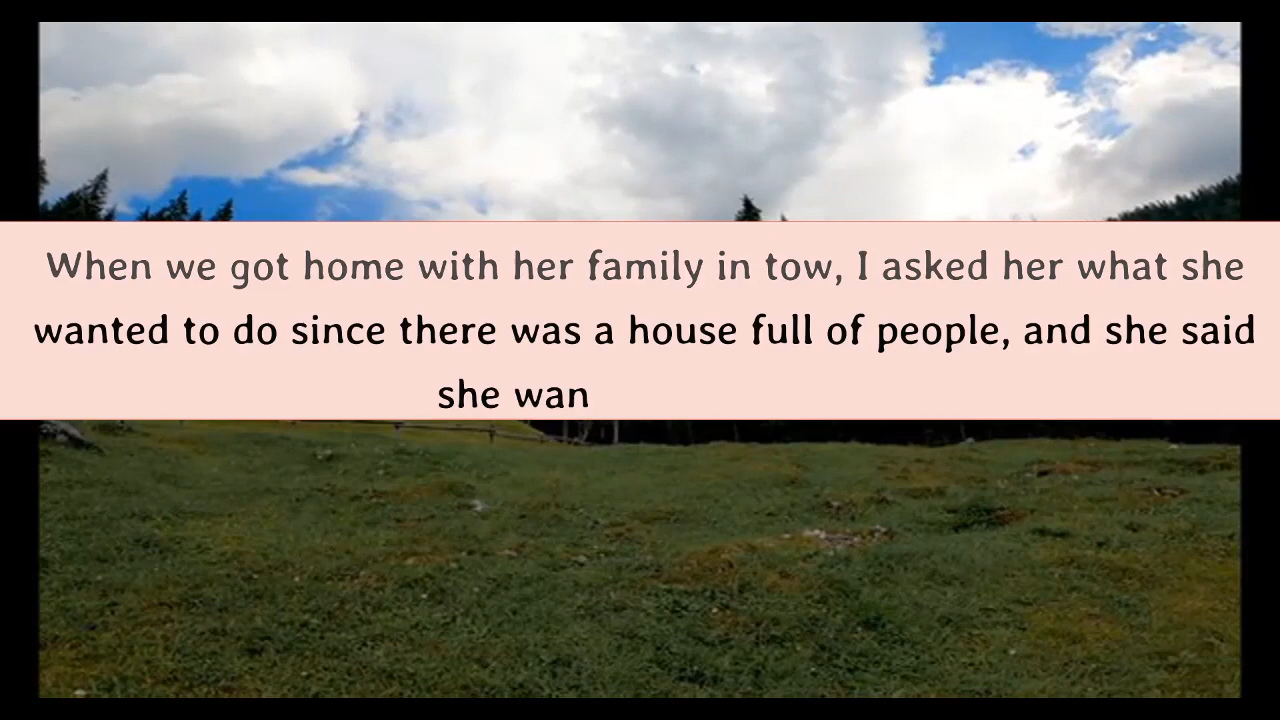 When we got home with her family in tow, I asked her what she
wanted to do since there was a house full of people, and she said
she wan